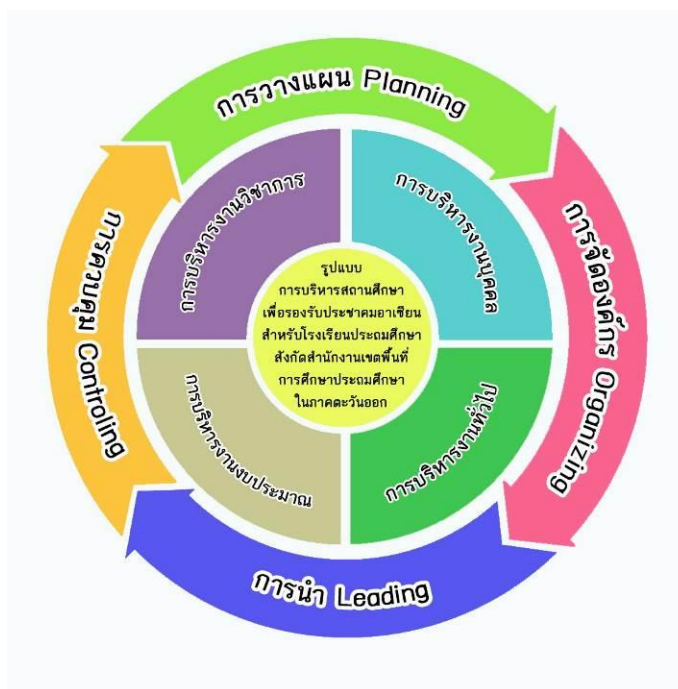 การวางแผน Planning
การจัดองค์กร Organizing
การนำ Leading
การควบคุม Controling
การบริหารงานวิชาการ
การบริหารงานบุคคล
การบริหารงานทั่วไป
การบริหารงานงบประมาณ
รูปแบบ
การบริหารสถานศึกษา
เพื่อรองรับประชาคมอาเซียน
สำหรับโรงเรียนประถมศึกษา
สังกัดสำนักงานเขตพื้นที่
การศึกษาประถมศึกษา
ในภาคตะวันออก